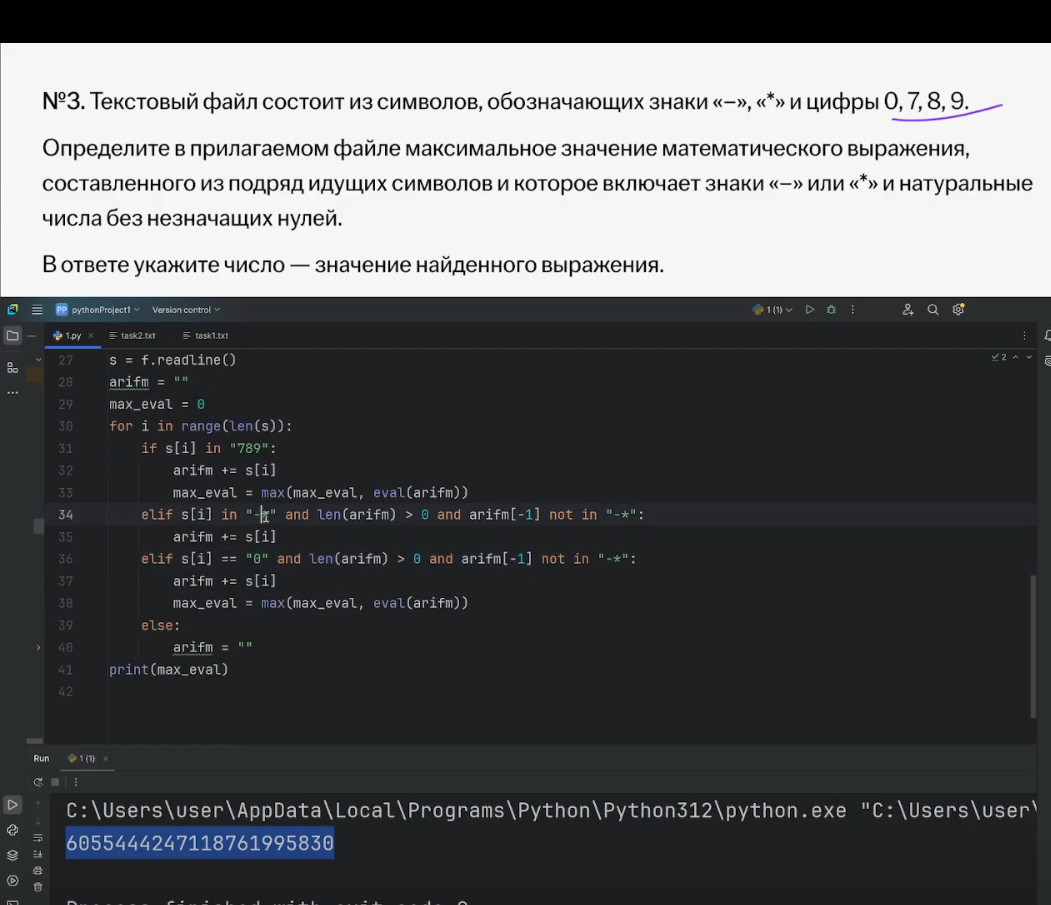 №3. Текстовый файл состоит из символов, обозначающих знаки «–», «*» и цифры 0, 7, 8, 9.
Определите в прилагаемом файле максимальное значение математического выражения,
составленного из подряд идущих символов и которое включает знаки «–» или «*» и натуральные
числа без незначащих нулей.
В ответе укажите число — значение найденного выражения.
PP pythonProject1 Version control 1 (1)
1.py task2.txt task1.txt
27 s = f.readline() 2
28 arifm = ""
29 max_eval = 0
30 for i in range(len(s)):
31 if s[i] in "789":
32 arifm += s[i]
33 max_eval = max(max_eval, eval(arifm))
34 elif s[i] in "-*" and len(arifm) > 0 and arifm[-1] not in "-*":
35 arifm += s[i]
36 elif s[i] == "0" and len(arifm) > 0 and arifm[-1] not in "-*":
37 arifm += s[i]
38 max_eval = max(max_eval, eval(arifm))
39 else:
40 arifm = ""
41 print(max_eval)
42
Run 1 (1)
C:\Users\user\AppData\Local\Programs\Python\Python312\python.exe "C:\Users\user\
6055444247118761995830